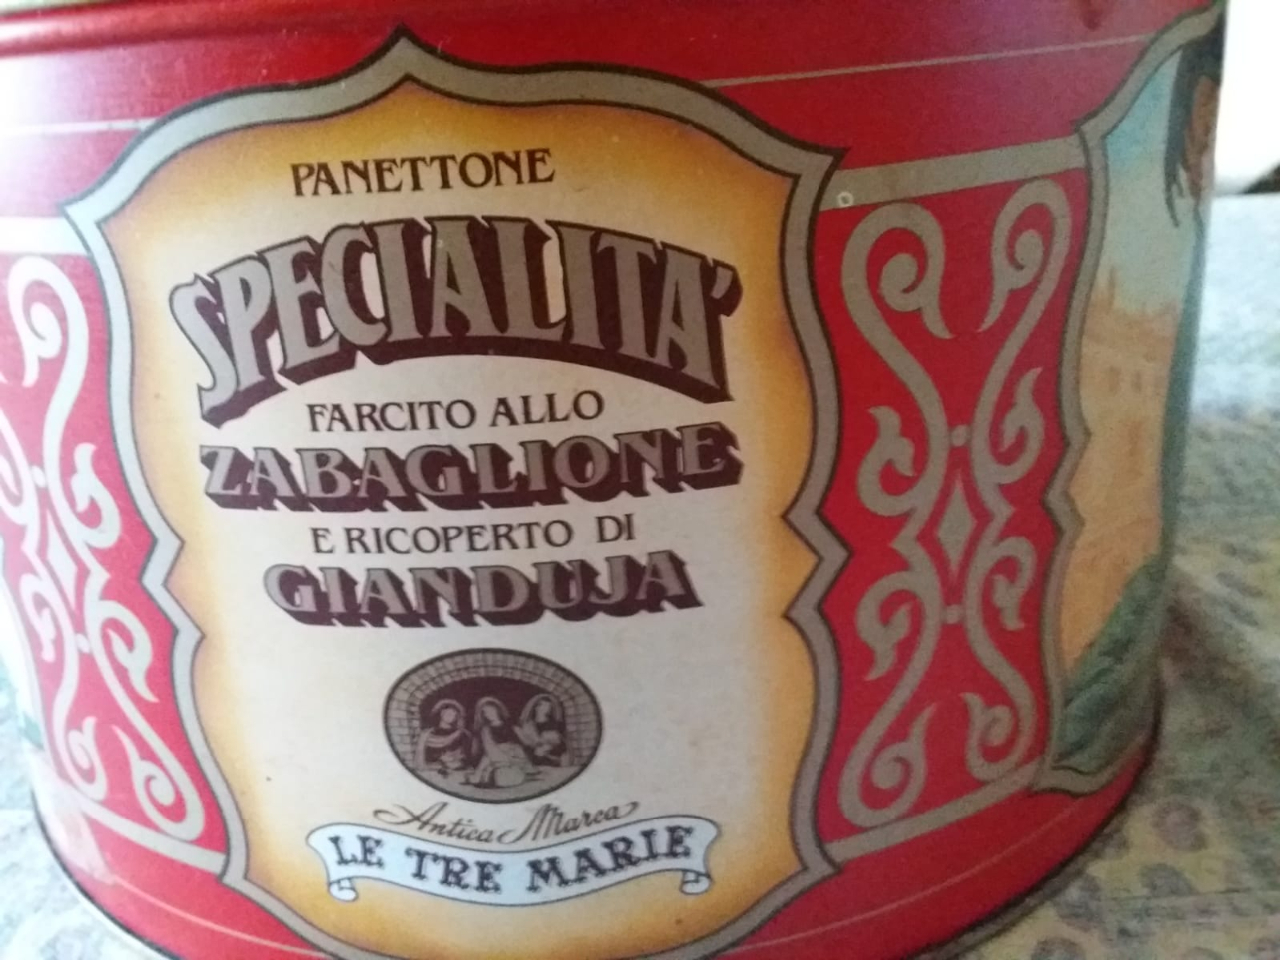 PANETTONE
SPECIALITA'
FARCITO ALLO
ZABAGLIONE
E RICOPERTO DI
GIANDUJA
Antica Marca
LE TRE MARIE